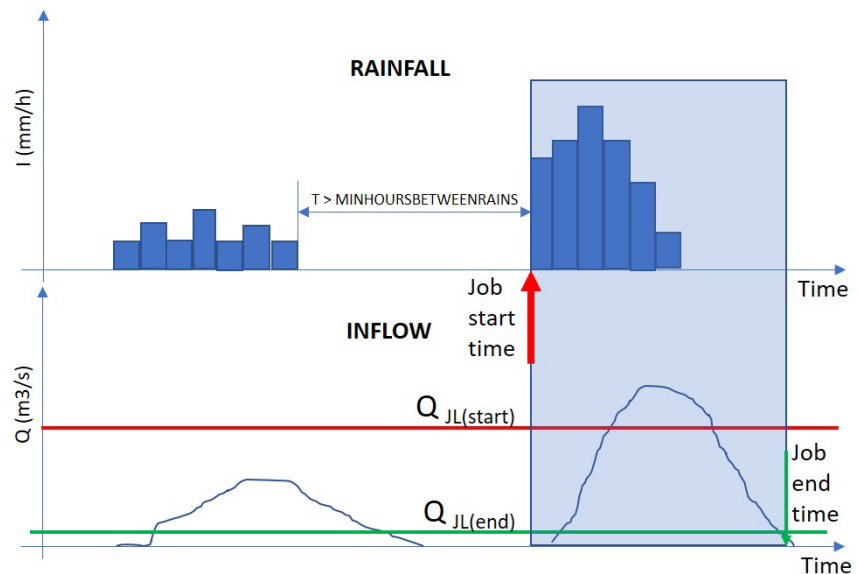 RAINFALL
I (mm/h)
T > MINHOURSBETWEENRAINS
Time
Job
start
time
INFLOW
Q (m3/s)
Q JL(start)
Job
end
time
Q JL(end)
Time